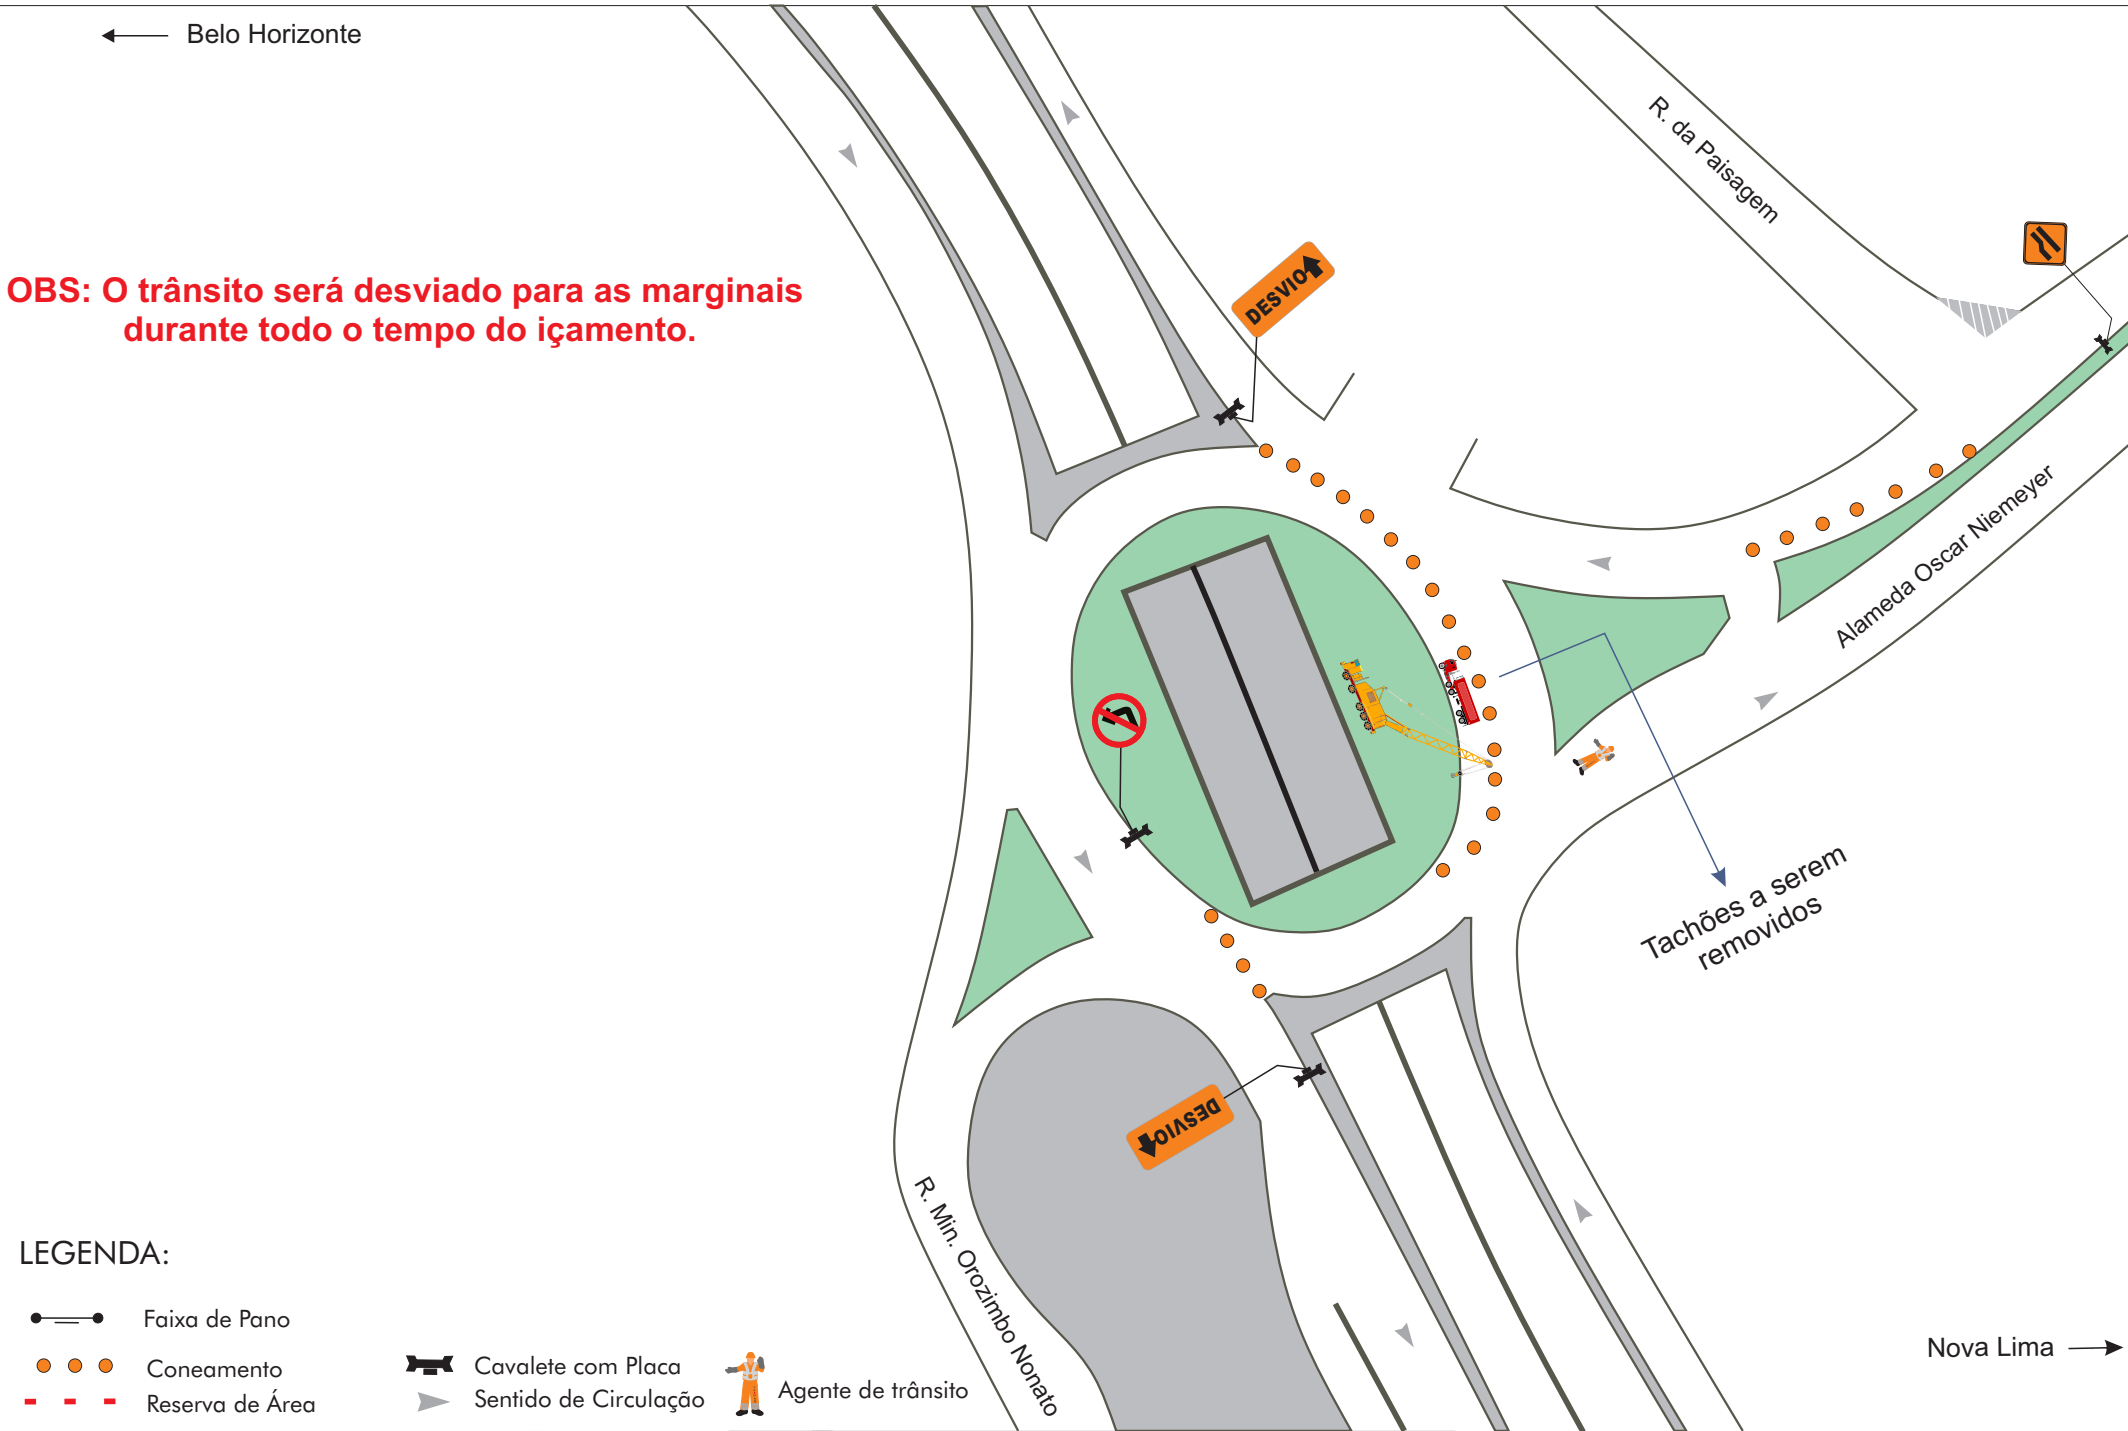 Belo Horizonte
R. da Paisagem
OBS: O trânsito será desviado para as marginais
durante todo o tempo do içamento.
DESVIO
Alameda Oscar Niemeyer
Tachões a serem
removidos
DESVIO
R. Min. Orozimbo Nonato
LEGENDA:
Faixa de Pano
Coneamento
Reserva de Área
Cavalete com Placa
Sentido de Circulação
Agente de trânsito
Nova Lima